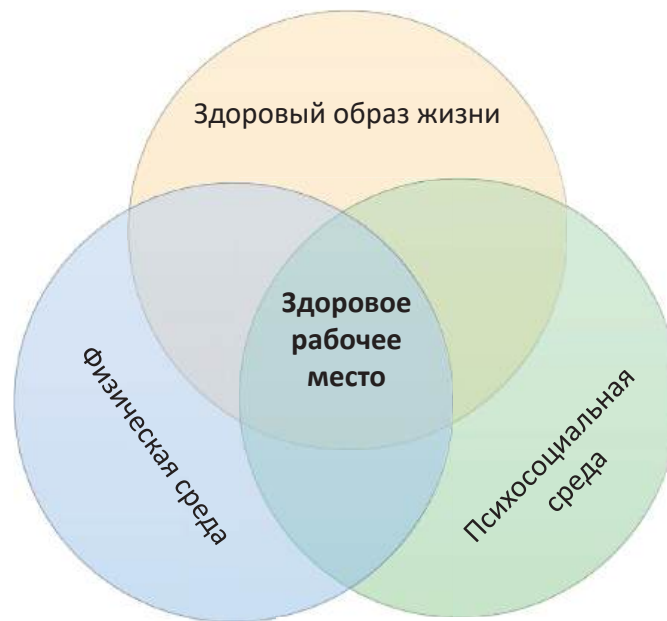 Здоровый образ жизни
Здоровое
рабочее
место
Физическая среда
Психосоциальная
среда